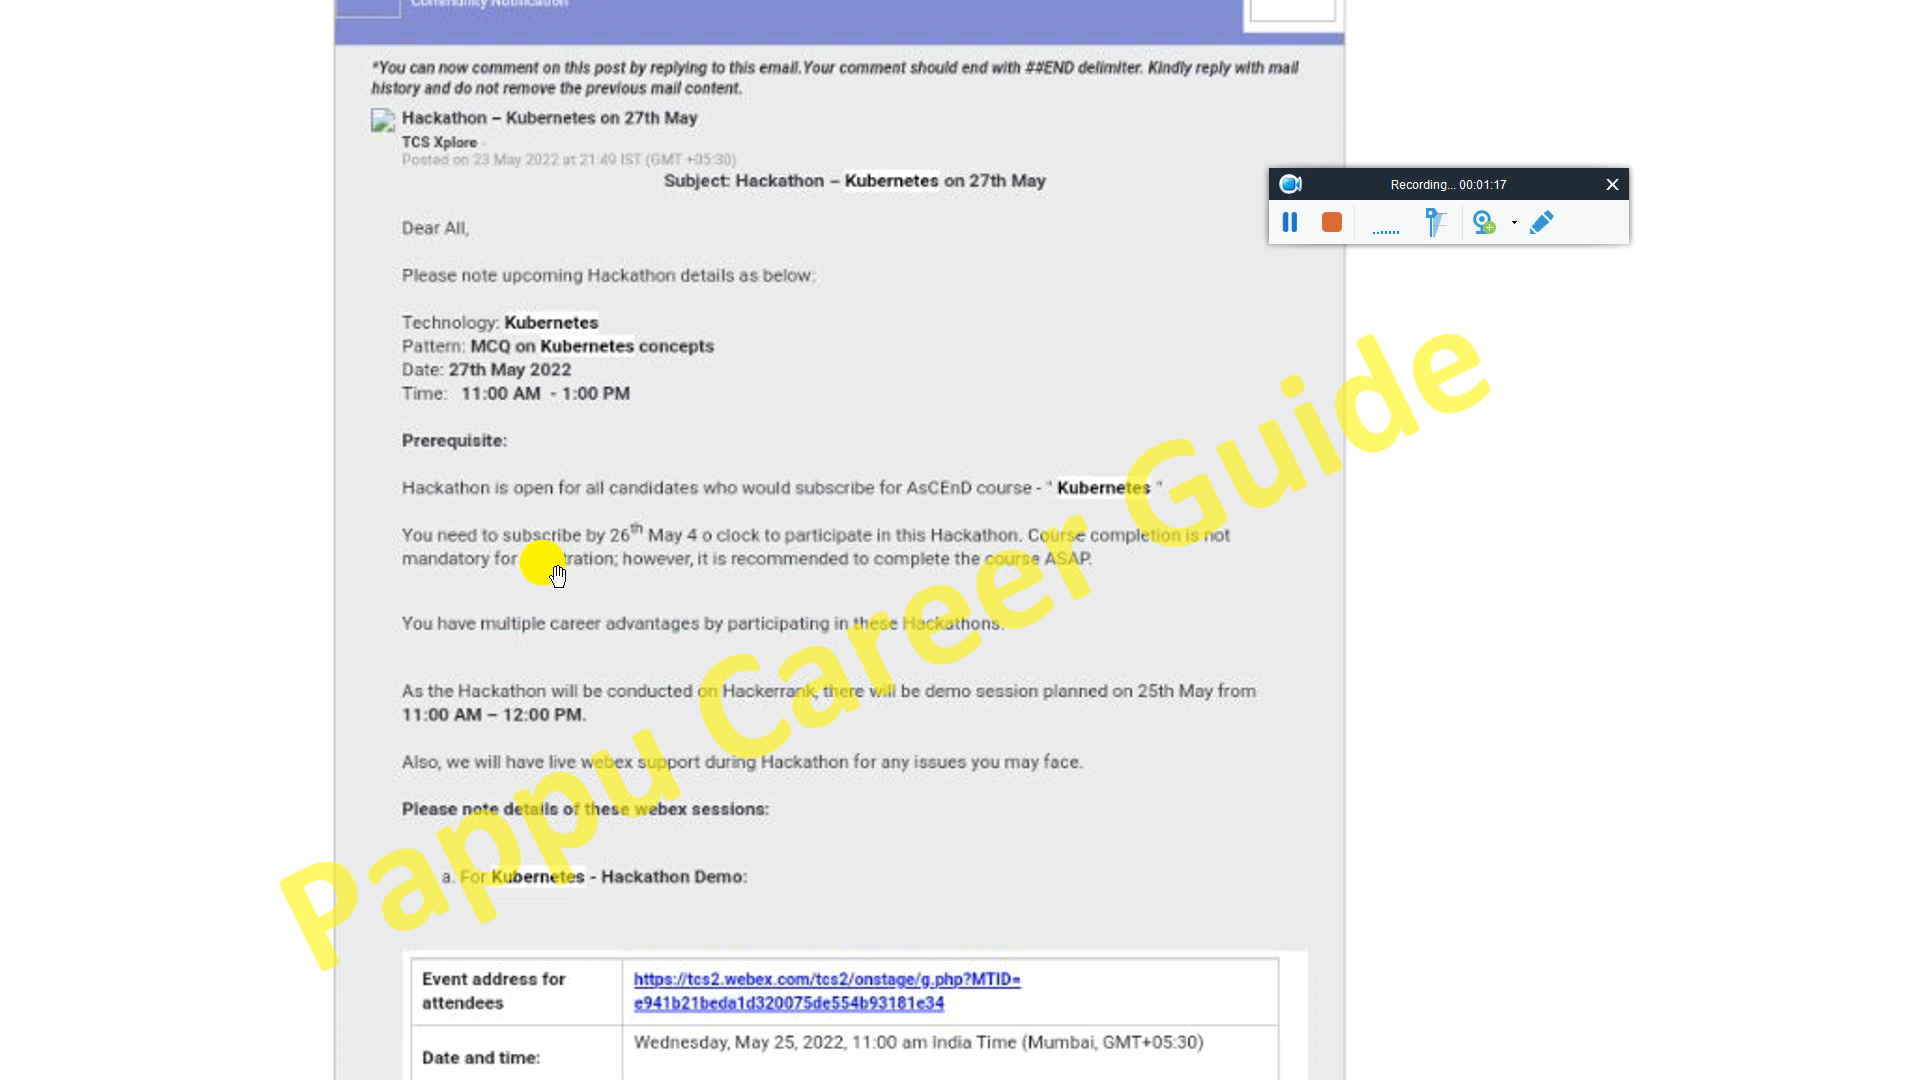 Community Notification
*You can now comment on this post by replying to this email.Your comment should end with ##END delimiter. Kindly reply with mail
history and do not remove the previous mail content.
Hackathon – Kubernetes on 27th May
TCS Xplore -
Posted on 23 May 2022 at 21:49 IST (GMT +05:30)
Subject: Hackathon – Kubernetes on 27th May
Recording... 00:01:17
Dear All,
Please note upcoming Hackathon details as below:
Technology: Kubernetes
Pattern: MCQ on Kubernetes concepts
Date: 27th May 2022
Time: 11:00 AM - 1:00 PM
Prerequisite:
Hackathon is open for all candidates who would subscribe for AsCEnD course - " Kubernetes "
You need to subscribe by 26th May 4 o clock to participate in this Hackathon. Course completion is not
mandatory for ration; however, it is recommended to complete the course ASAP.
You have multiple career advantages by participating in these Hackathons.
As the Hackathon will be conducted on Hackerrank, there will be demo session planned on 25th May from
11:00 AM – 12:00 PM.
Also, we will have live webex support during Hackathon for any issues you may face.
Please note details of these webex sessions:
a. For Kubernetes - Hackathon Demo:
Event address for
attendees
https://tcs2.webex.com/tcs2/onstage/g.php?MTID=
e941b21beda1d320075de554b93181e34
Date and time:
Wednesday, May 25, 2022, 11:00 am India Time (Mumbai, GMT+05:30)
Pappu Career Guide